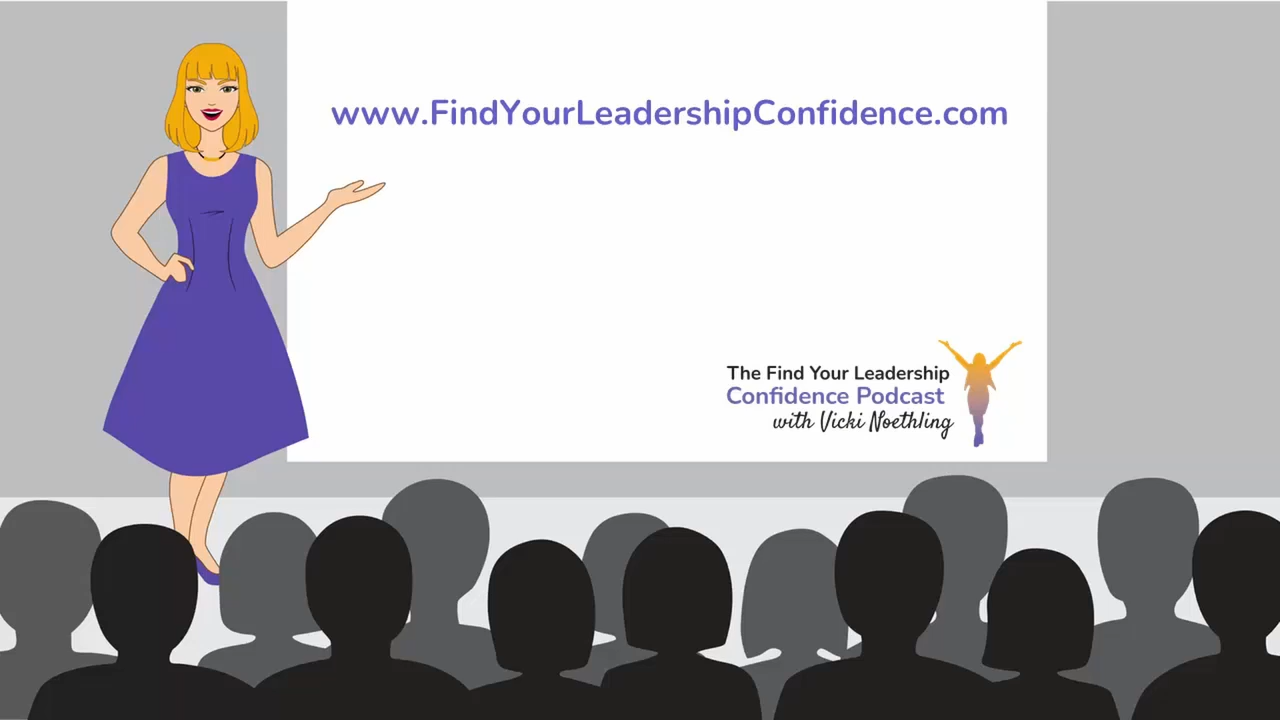 www.FindYourLeadershipConfidence.com
The Find Your Leadership
Confidence Podcast
with Vicki Noethling